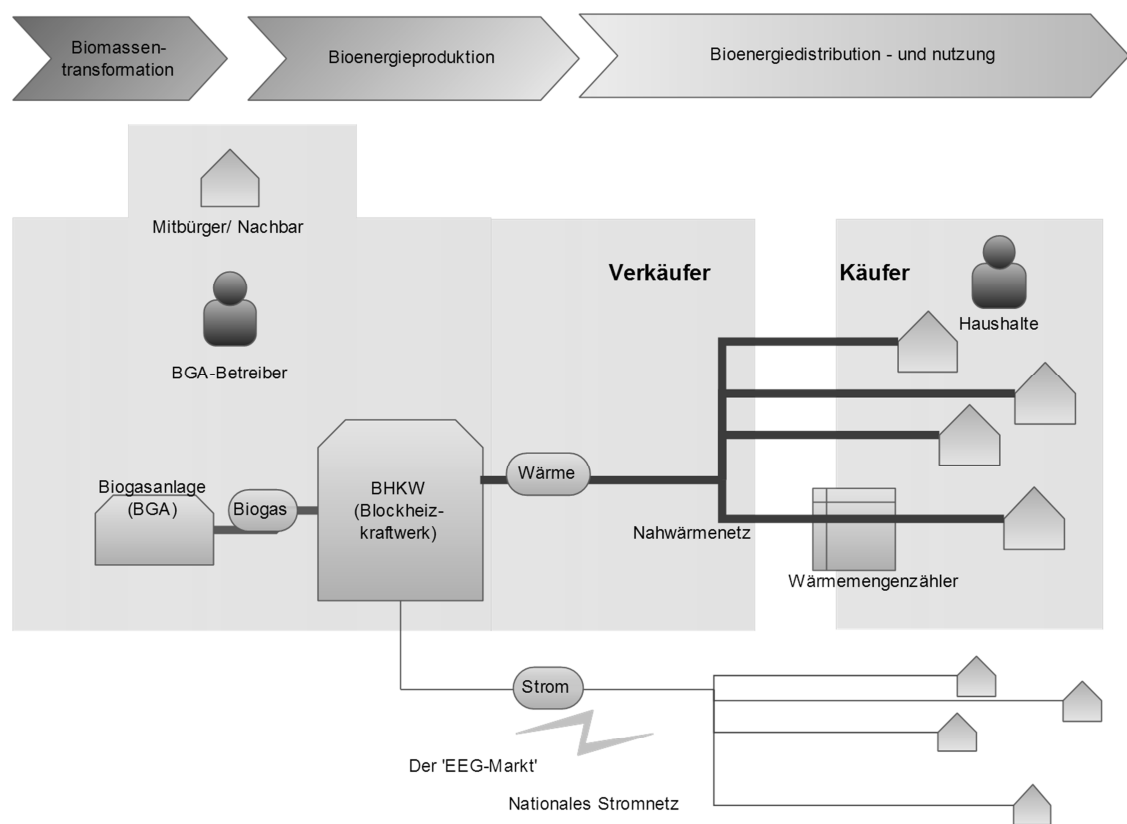 Biomassen-
transformation
Bioenergieproduktion
Bioenergiedistribution - und nutzung
Mitbürger/ Nachbar
BGA-Betreiber
Verkäufer
Käufer
Haushalte
Biogasanlage
(BGA)
Biogas
BHKW
(Blockheiz-
kraftwerk)
Wärme
Nahwärmenetz
Wärmemengenzähler
Strom
Der 'EEG-Markt'
Nationales Stromnetz